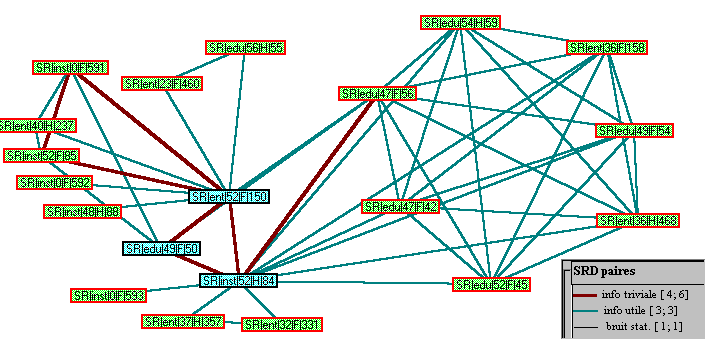 SR|edu|54|H|59
SR|edu|56|H|55
SR|ent|36|F|158
SR|inst|0|F|591
SR|ent|23|F|460
SR|edu|47|F|56
SR|ent|40|H|237
SR|edu|49|F|54
SR|inst|52|F|85
SR|inst|0|F|592
SR|ent|52|F|150
SR|inst|48|H|88
SR|edu|47|F|42
SR|ent|36|H|468
SR|edu|49|F|50
SR|inst|52|H|84
SR|edu|52|F|45
SR|inst|0|F|593
SR|ent|37|H|357
SR|ent|32|F|331
SRD paires
info triviale [ 4; 6]
info utile [ 3; 3]
bruit stat. [ 1; 1]